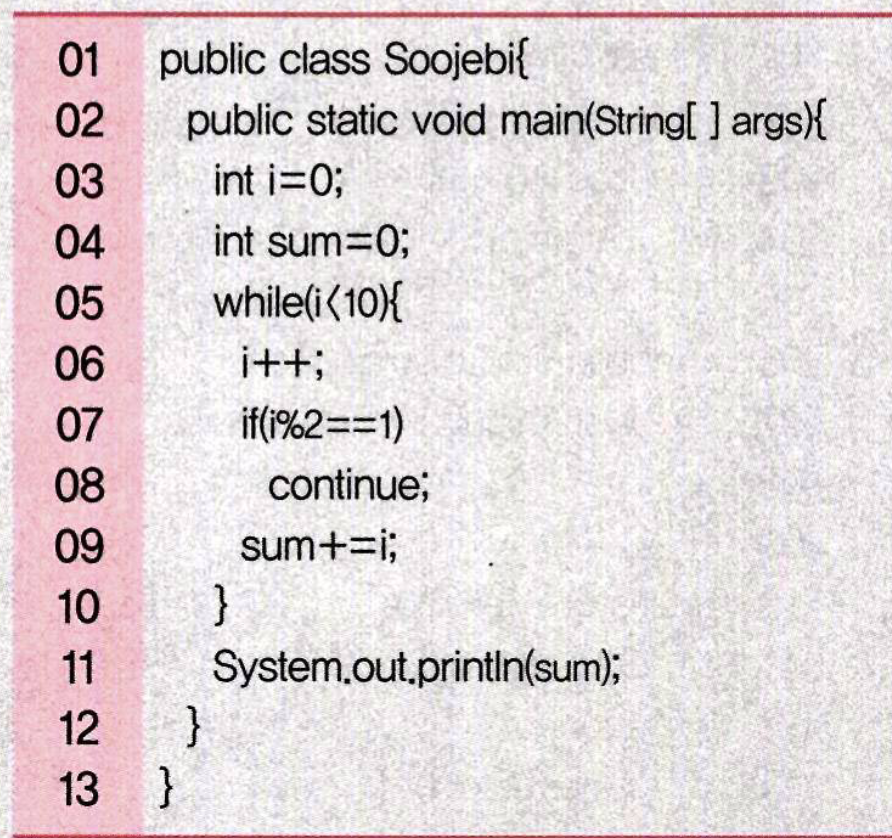 01 public class Soojebi{
02 public static void main(String[ ] args){
03 int i=0;
04 int sum=0;
05 while(i<10){
06 i++;
07 if(i%2==1)
08 continue;
09 sum+=i;
10 }
11 System.out.println(sum);
12 }
13 }